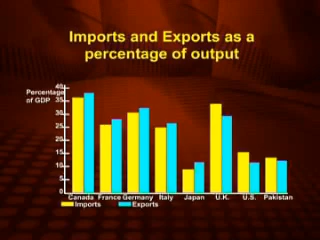 Imports and Exports as a
percentage of output
Percentage
of GDP
40
35
30
25
20
15
10
5
0
Canada France Germany Italy Japan U.K. U.S. Pakistan
Imports Exports